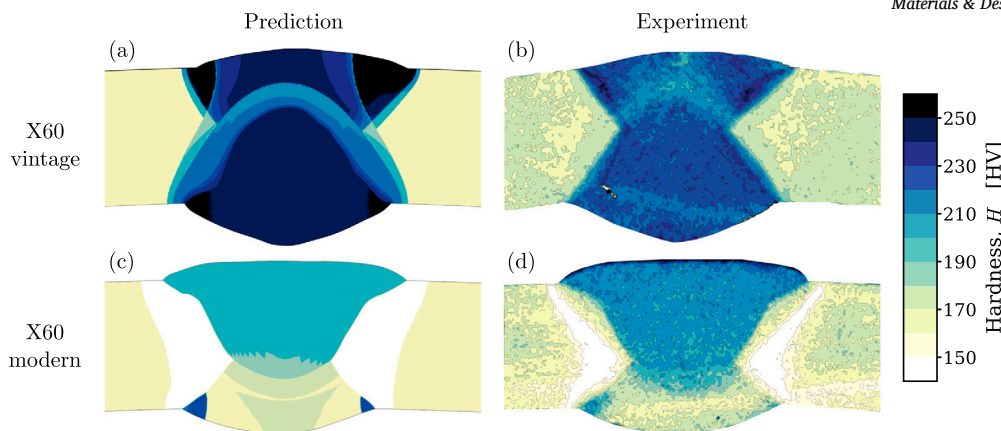 Materials & Des
Prediction
Experiment
(a)
(b)
X60
vintage
(c)
(d)
X60
modern
250
230
210
190
170
150
Hardness, H [HV]